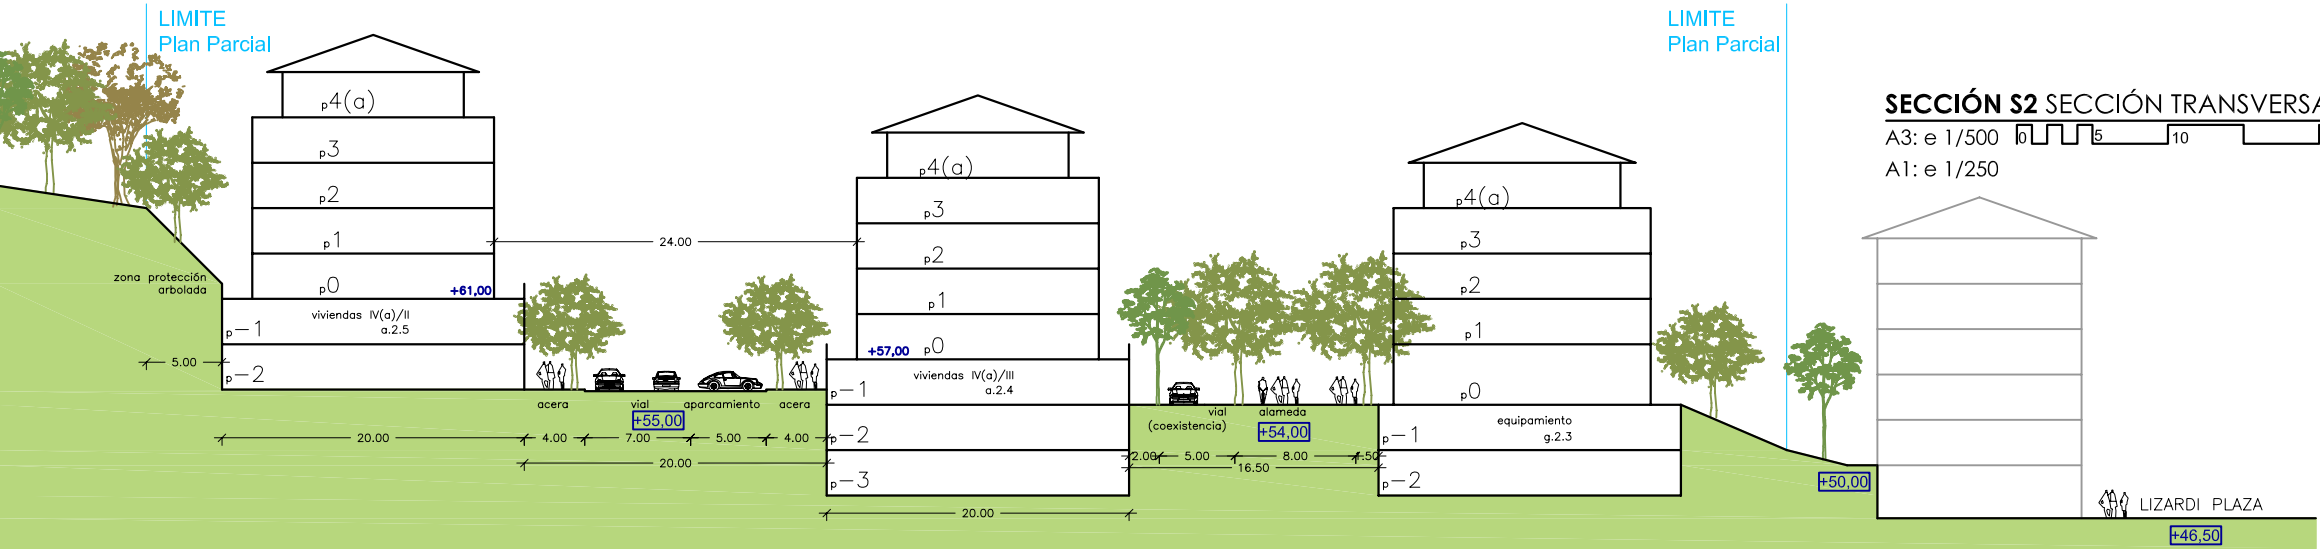 LIMITE
Plan Parcial
LIMITE
Plan Parcial
SECCIÓN S2 SECCIÓN TRANSVERSA
A3: e 1/500 0 5 10
A1: e 1/250
p4(a)
p3
p2
p1
p0
+61,00
zona protección
arbolada
viviendas IV(a)/II
a.2.5
p-1
p-2
5.00
20.00
24.00
acera
vial
aparcamiento
acera
+55,00
4.00
7.00
5.00
4.00
20.00
p4(a)
p3
p2
p1
+57,00
p0
viviendas IV(a)/III
a.2.4
p-1
p-2
p-3
20.00
vial
(coexistencia)
alameda
+54,00
2.00
5.00
8.00
1.50
16.50
p4(a)
p3
p2
p1
p0
equipamiento
g.2.3
p-1
p-2
+50,00
LIZARDI PLAZA
+46,50